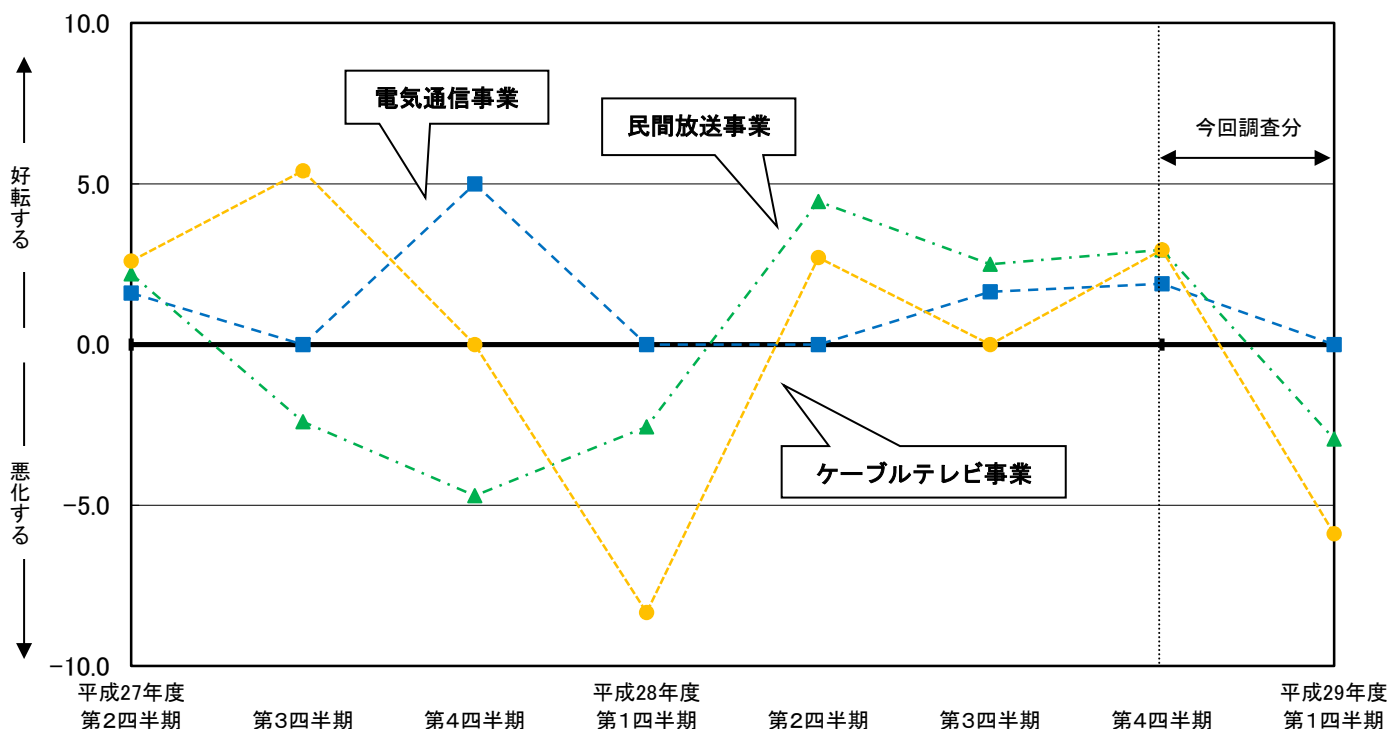 10.0
5.0
0.0
-5.0
-10.0
好転する
悪化する
電気通信事業
民間放送事業
今回調査分
ケーブルテレビ事業
平成27年度
第2四半期
第3四半期
第4四半期
平成28年度
第1四半期
第2四半期
第3四半期
第4四半期
平成29年度
第1四半期